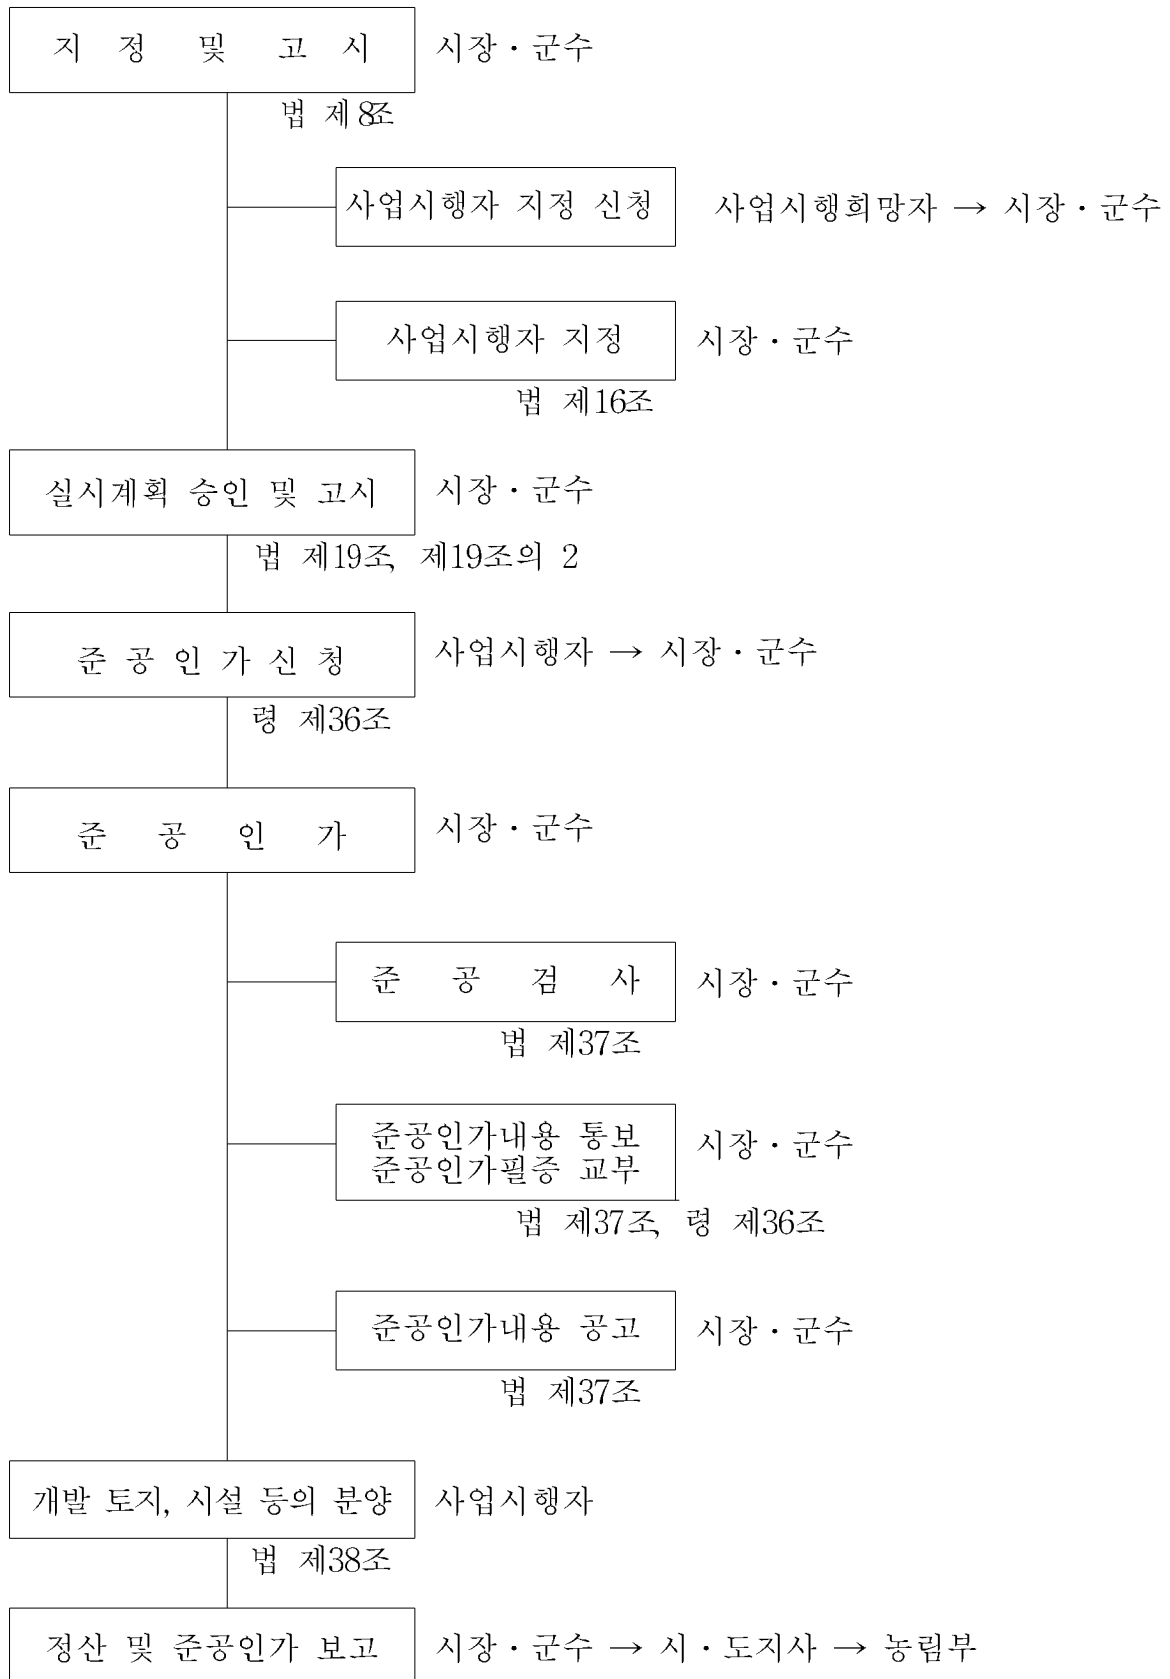 지 정 및 고 시 시장·군수
법 제8조
사업시행자 지정 신청 사업시행희망자 → 시장·군수
사업시행자 지정 시장·군수
법 제16조
실시계획 승인 및 고시 시장·군수
법 제19조, 제19조의 2
준 공 인 가 신 청 사업시행자 → 시장·군수
령 제36조
준 공 인 가 시장·군수
준 공 검 사 시장·군수
법 제37조
준공인가내용 통보 시장·군수
준공인가필증 교부
법 제37조, 령 제36조
준공인가내용 공고 시장·군수
법 제37조
개발 토지, 시설 등의 분양 사업시행자
법 제38조
정산 및 준공인가 보고 시장·군수 → 시·도지사 → 농림부